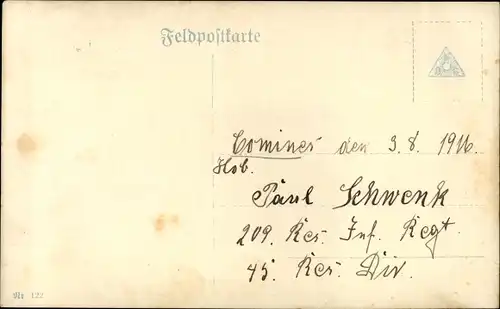 Feldpostkarte
Comines den 3.8. 1916
Hob.
Paul Schwenk
209. Res. Inf. Regt.
45. Res. Div.
Nr 122